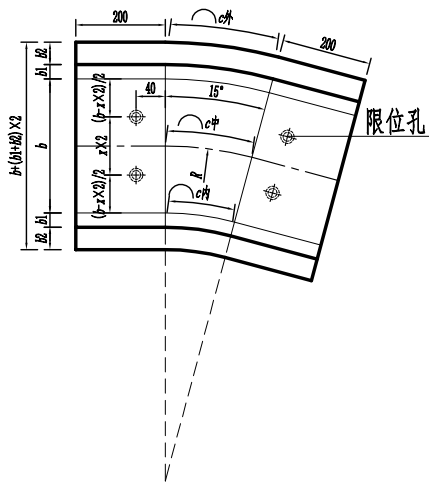 200
⌒c外
200
b2
b1
(b-x×2)/2
40
15°
限位孔
b+(b1+b2)×2
b
x×2
⌒c中
R
(b-x×2)/2
⌒c内
b1
b2